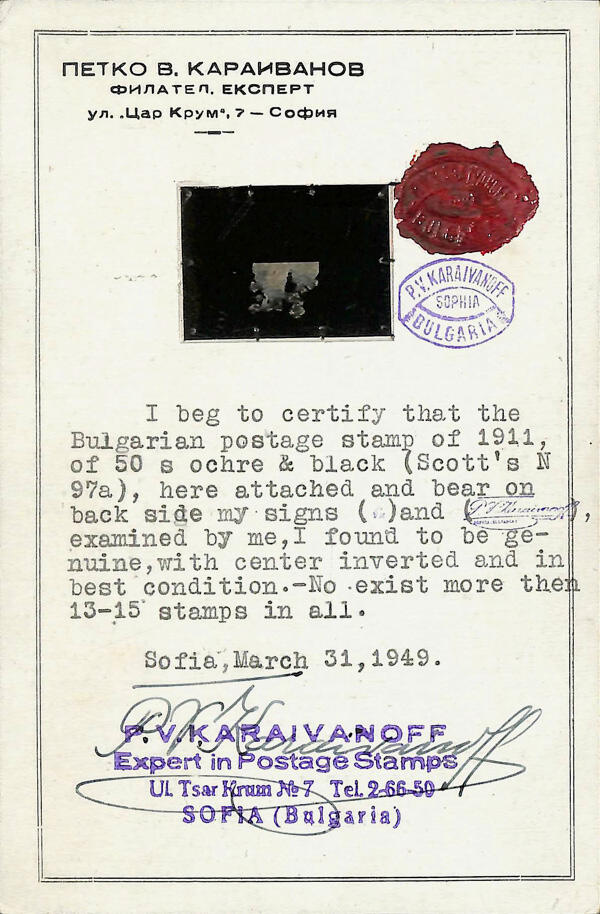 ПЕТКО В. КАРАИВАНОВ
ФИЛАТЕЛ. ЕКСПЕРТ
ул. „Цар Крум“, 7 — София
P. V. KARAIVANOFF
SOPHIA
BULGARIA
I beg to certify that the
Bulgarian postage stamp of 1911,
of 50 s ochre & black (Scott's N
97a), here attached and bear on
back side my signs ( )and ( ),
examined by me,I found to be ge-
nuine,with center inverted and in
best condition.-No exist more then
13-15 stamps in all.
Sofia,March 31,1949.
P. V. Karaivanoff
P. V. KARAIVANOFF
Expert in Postage Stamps
Ul. Tsar Krum № 7 Tel. 2-66-50
SOFIA (Bulgaria)